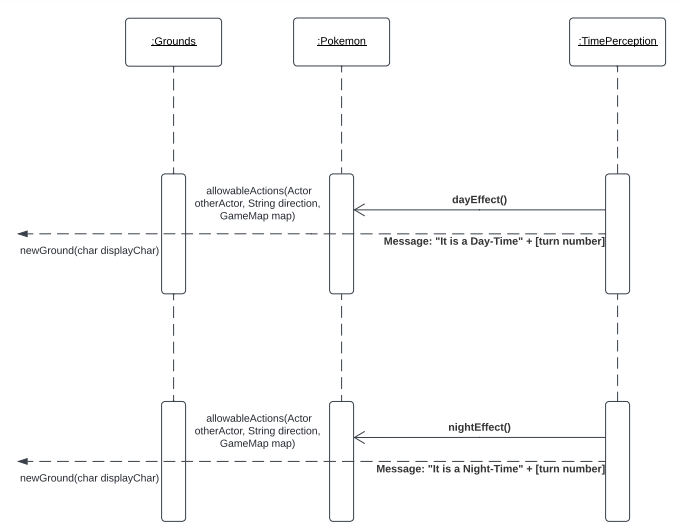 :Grounds
:Pokemon
:TimePerception
allowableActions(Actor
otherActor, String direction,
GameMap map)
dayEffect()
Message: "It is a Day-Time" + [turn number]
newGround(char displayChar)
allowableActions(Actor
otherActor, String direction,
GameMap map)
nightEffect()
Message: "It is a Night-Time" + [turn number]
newGround(char displayChar)